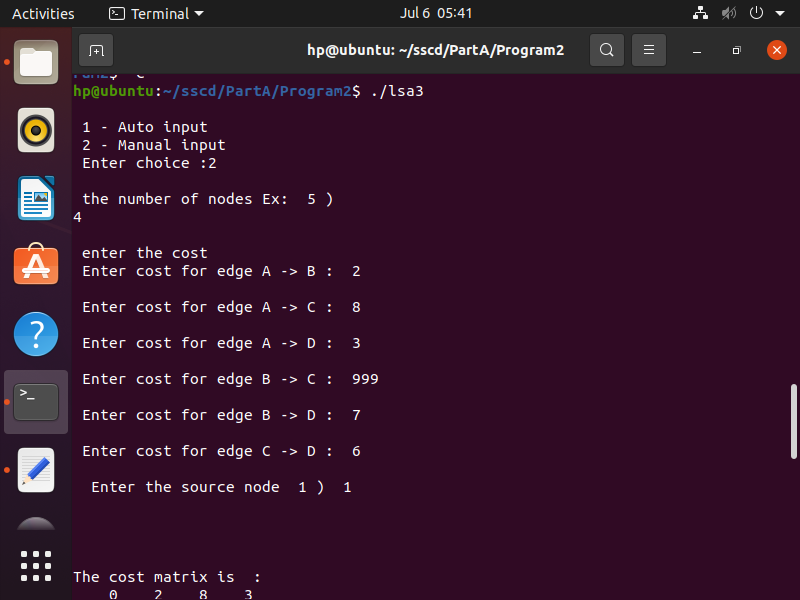 Activities Terminal Jul 6 05:41
hp@ubuntu: ~/sscd/PartA/Program2
hp@ubuntu:~/sscd/PartA/Program2$ ./lsa3
1 - Auto input
2 - Manual input
Enter choice :2
the number of nodes Ex:  5 )
4
enter the cost
Enter cost for edge A -> B :  2
Enter cost for edge A -> C :  8
Enter cost for edge A -> D :  3
Enter cost for edge B -> C :  999
Enter cost for edge B -> D :  7
Enter cost for edge C -> D :  6
Enter the source node  1 )  1
The cost matrix is  :
0    2    8    3